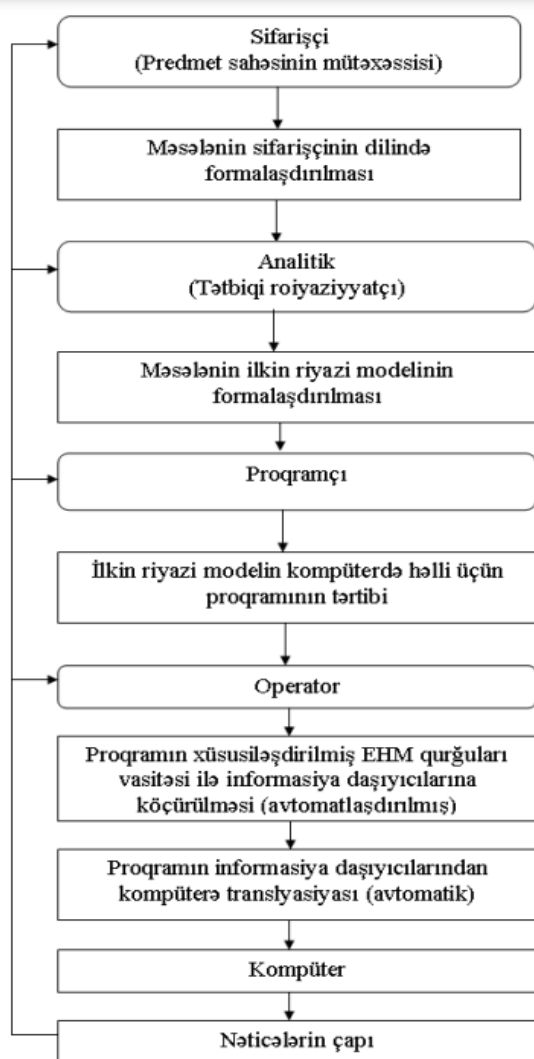 Sifarişçi
(Predmet sahəsinin mütəxəssisi)
Məsələnin sifarişçinin dilində
formalaşdırılması
Analitik
(Tətbiqi roiyaziyyatçı)
Məsələnin ilkin riyazi modelinin
formalaşdırılması
Proqramçı
İlkin riyazi modelin kompüterdə həlli üçün
proqramının tərtibi
Operator
Proqramın xüsusiləşdirilmiş EHM qurğuları
vasitəsi ilə informasiya daşıyıcılarına
köçürülməsi (avtomatlaşdırılmış)
Proqramın informasiya daşıyıcılarından
kompüterə translyasiyası (avtomatik)
Kompüter
Nəticələrin çapı